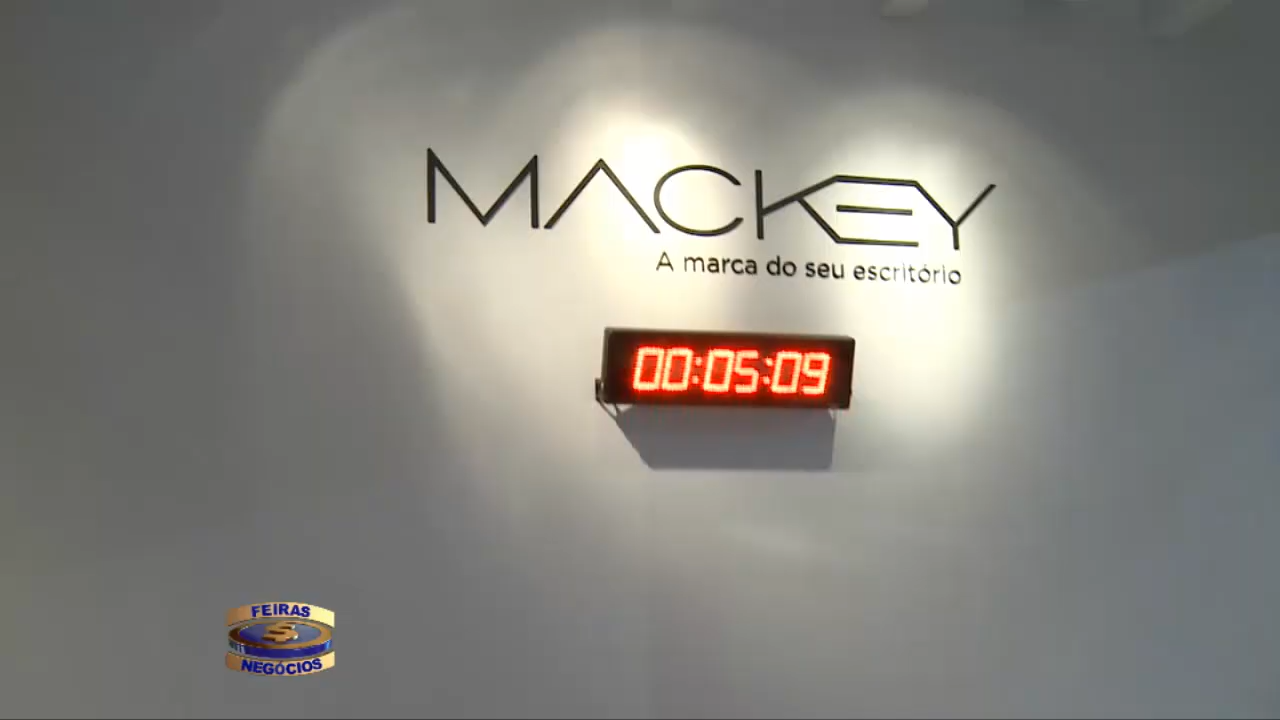 MACKEY
A marca do seu escritório
00:05:09
FEIRAS
NEGÓCIOS